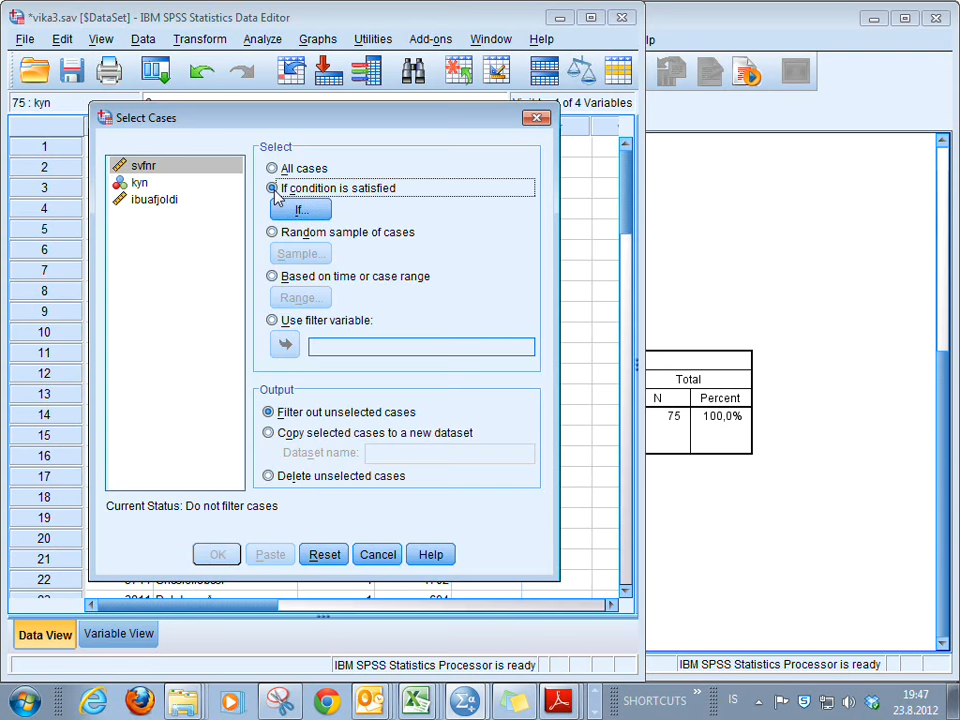 *vika3.sav [$DataSet] - IBM SPSS Statistics Data Editor
File Edit View Data Transform Analyze Graphs Utilities Add-ons Window Help
lp
75 : kyn
of 4 Variables
Select Cases
svfnr
kyn
ibuafjoldi
Select
All cases
If condition is satisfied
If...
Random sample of cases
Sample...
Based on time or case range
Range...
Use filter variable:
Output
Filter out unselected cases
Copy selected cases to a new dataset
Dataset name:
Delete unselected cases
Current Status: Do not filter cases
OK Paste Reset Cancel Help
1
2
3
4
5
6
7
8
9
10
11
12
13
14
15
16
17
18
19
20
21
22
Total
N Percent
75 100,0%
Data View Variable View
IBM SPSS Statistics Processor is ready
IBM SPSS Statistics Processor is ready
SHORTCUTS » IS
19:47
23.8.2012